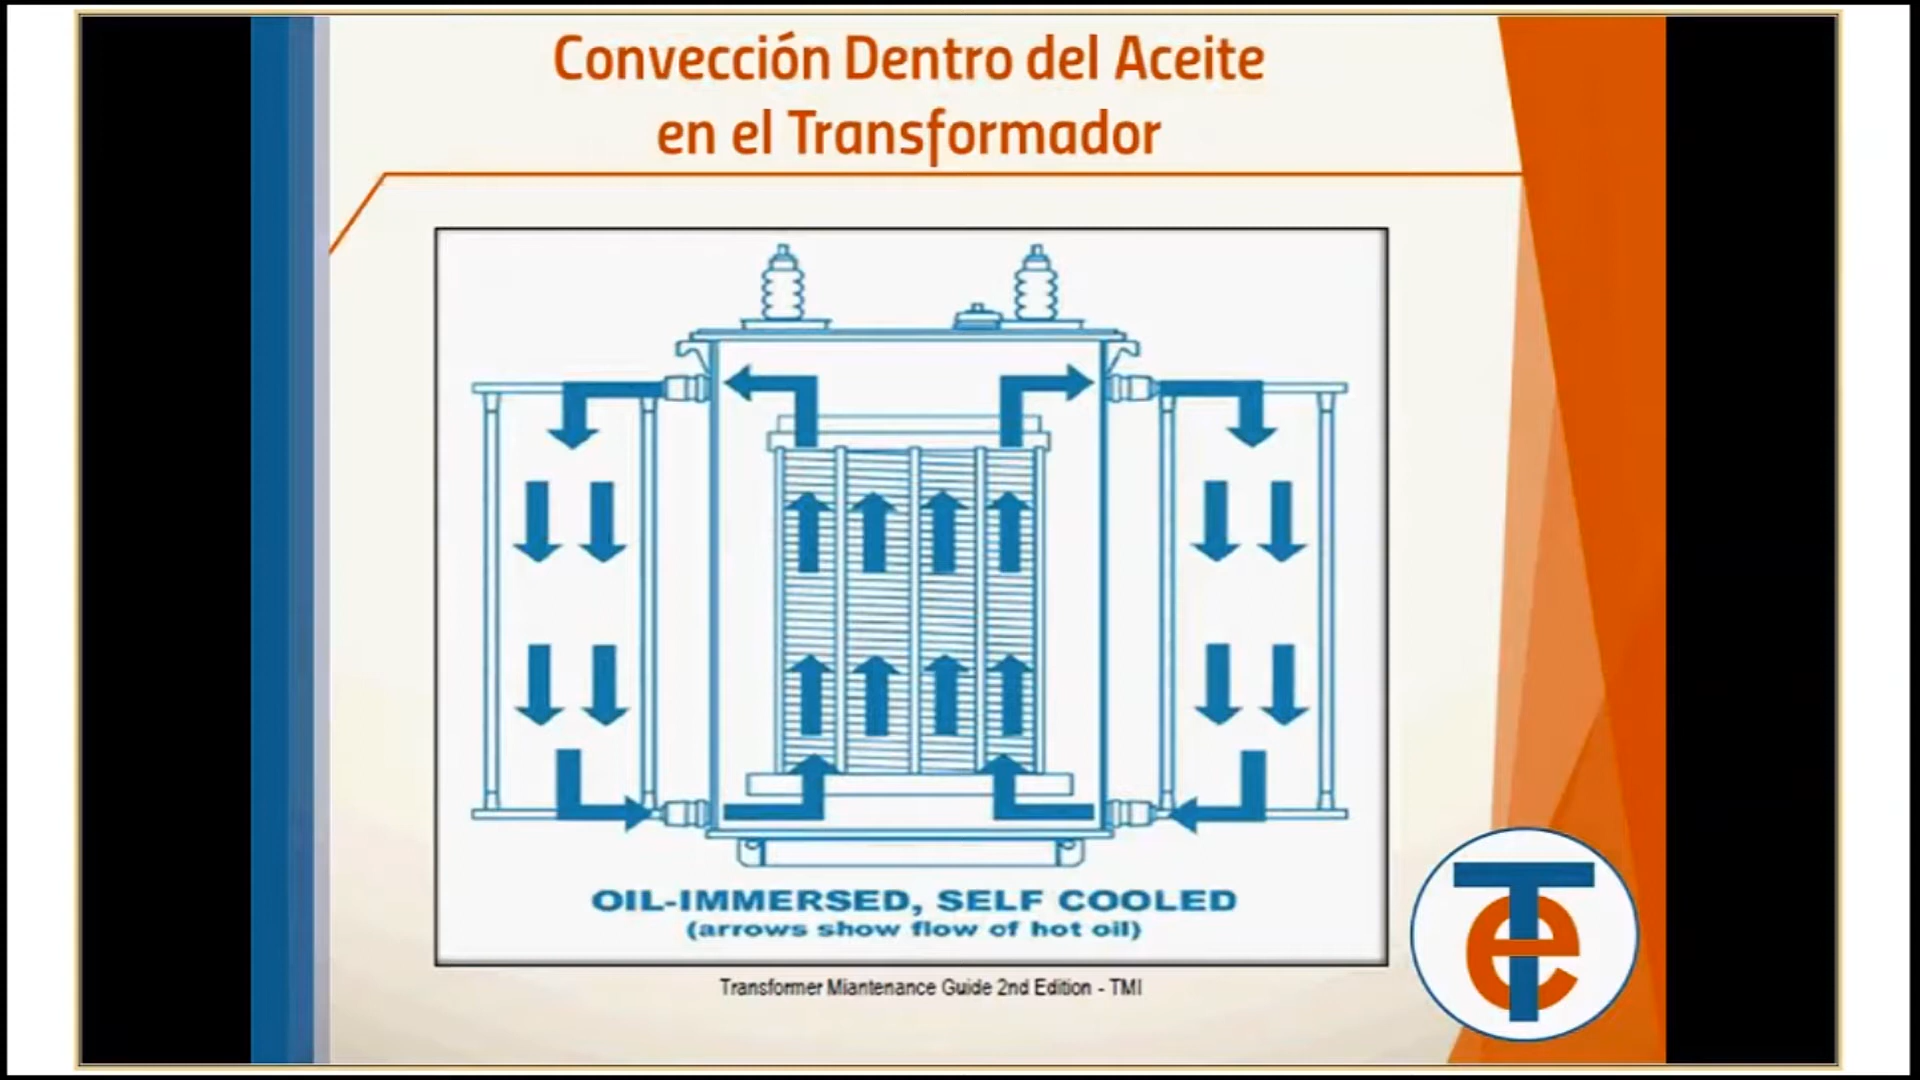 Convección Dentro del Aceite
en el Transformador
OIL-IMMERSED, SELF COOLED
(arrows show flow of hot oil)
Transformer Miantenance Guide 2nd Edition - TMI
Te